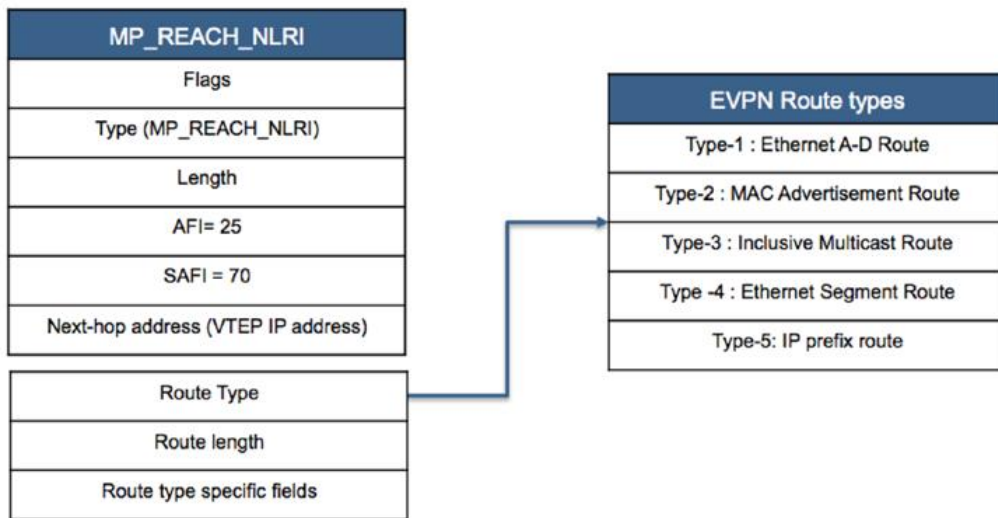 MP_REACH_NLRI
Flags
Type (MP_REACH_NLRI)
Length
AFI= 25
SAFI = 70
Next-hop address (VTEP IP address)
Route Type
Route length
Route type specific fields
EVPN Route types
Type-1 : Ethernet A-D Route
Type-2 : MAC Advertisement Route
Type-3 : Inclusive Multicast Route
Type -4 : Ethernet Segment Route
Type-5: IP prefix route